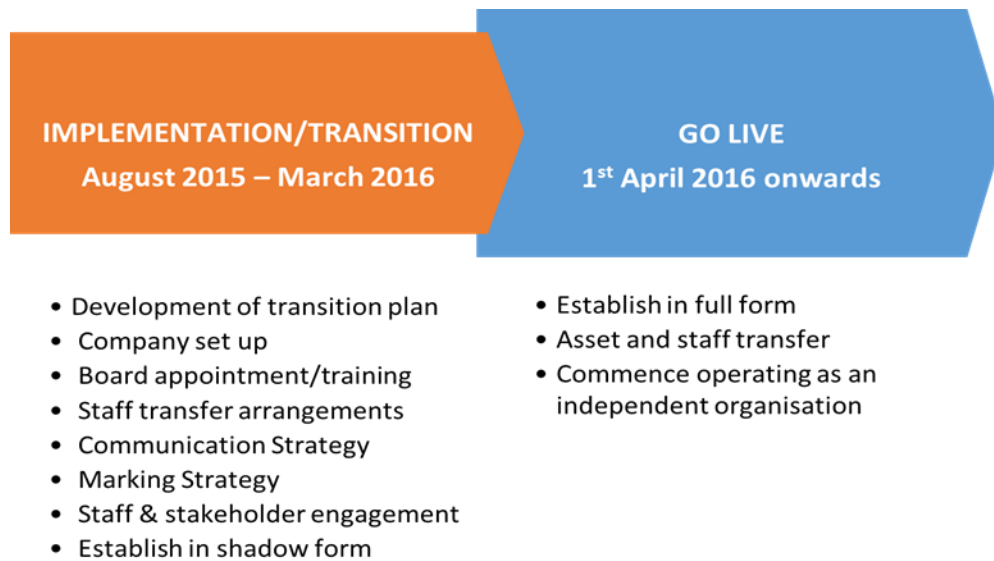 IMPLEMENTATION/TRANSITION
August 2015 – March 2016
GO LIVE
1st April 2016 onwards
• Development of transition plan
• Company set up
• Board appointment/training
• Staff transfer arrangements
• Communication Strategy
• Marking Strategy
• Staff & stakeholder engagement
• Establish in shadow form
• Establish in full form
• Asset and staff transfer
• Commence operating as an
independent organisation